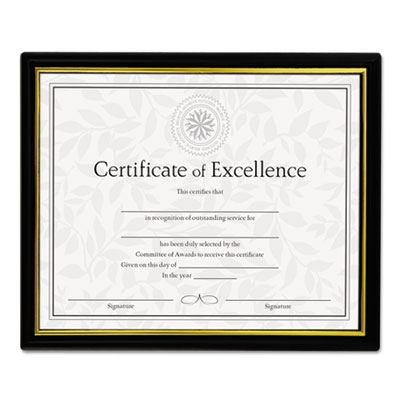 Certificate of Excellence
This certifies that
in recognition of outstanding service for
has been duly selected by the
Committee of Awards to receive this certificate
Given on this day of
In the year
Signature Signature